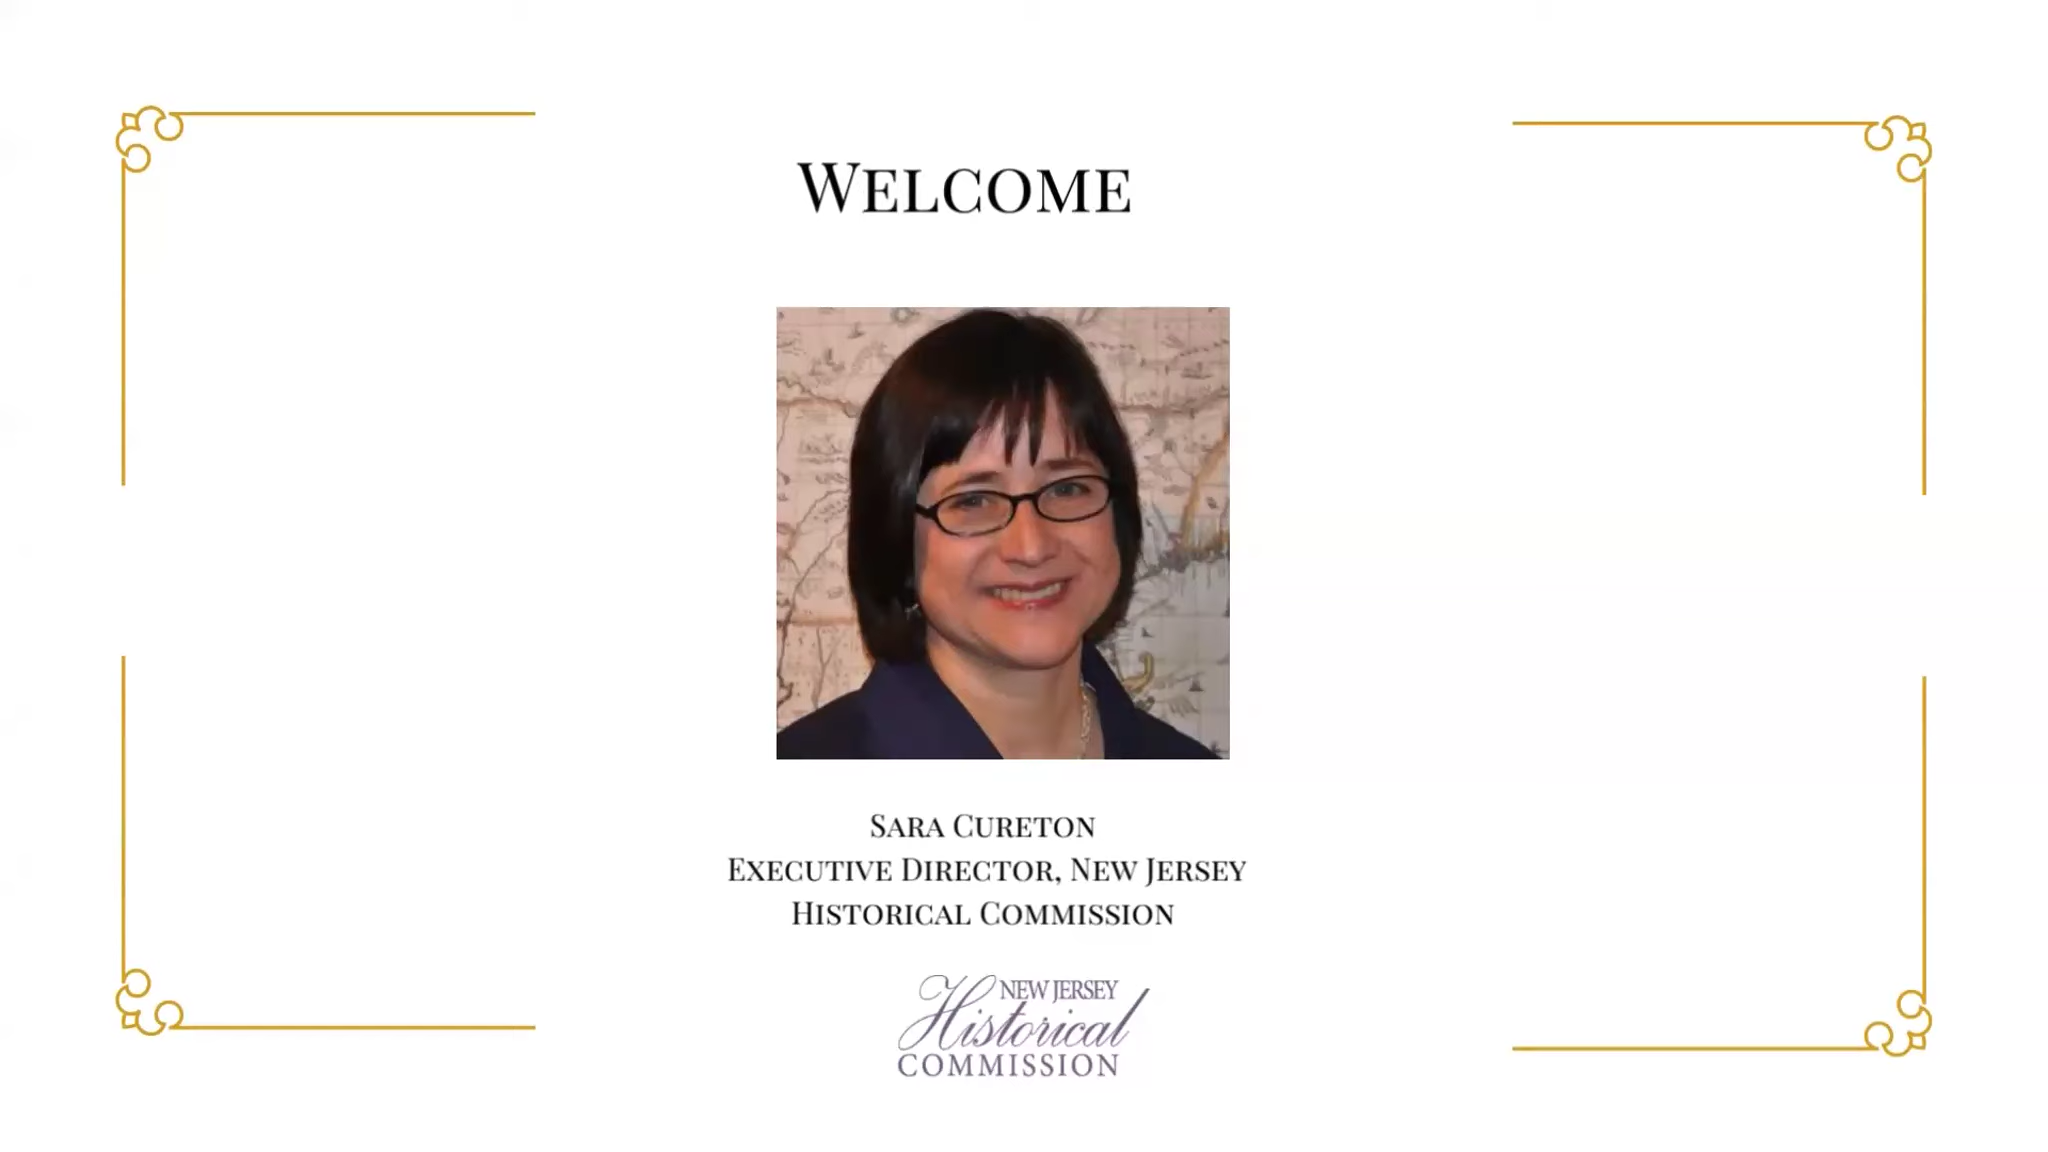 Welcome
Sara Cureton
Executive Director, New Jersey
Historical Commission
NEW JERSEY
Historical
COMMISSION